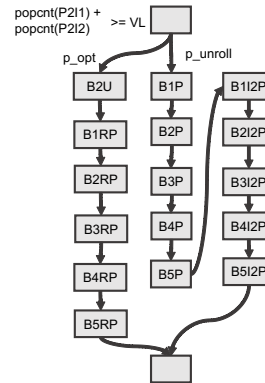 popcnt(P2I1) +
popcnt(P2I2) >= VL
p_opt
p_unroll
B2U
B1RP
B2RP
B3RP
B4RP
B5RP
B1P
B2P
B3P
B4P
B5P
B1I2P
B2I2P
B3I2P
B4I2P
B5I2P